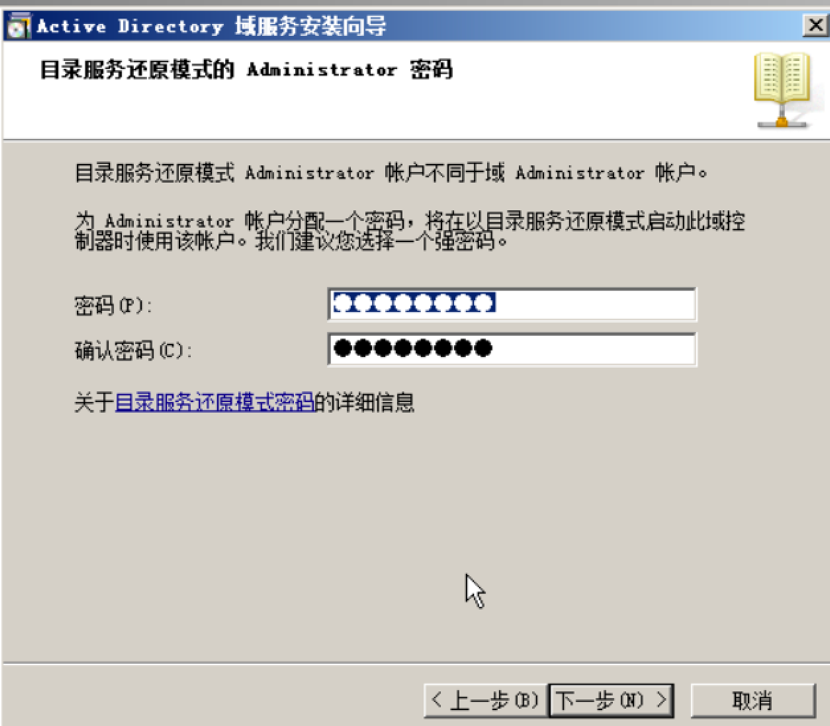 Active Directory 域服务安装向导
目录服务还原模式的 Administrator 密码
目录服务还原模式 Administrator 帐户不同于域 Administrator 帐户。
为 Administrator 帐户分配一个密码，将在以目录服务还原模式启动此域控
制器时使用该帐户。我们建议您选择一个强密码。
密码(P):
确认密码(C):
关于目录服务还原模式密码的详细信息
< 上一步(B) 下一步(N) > 取消